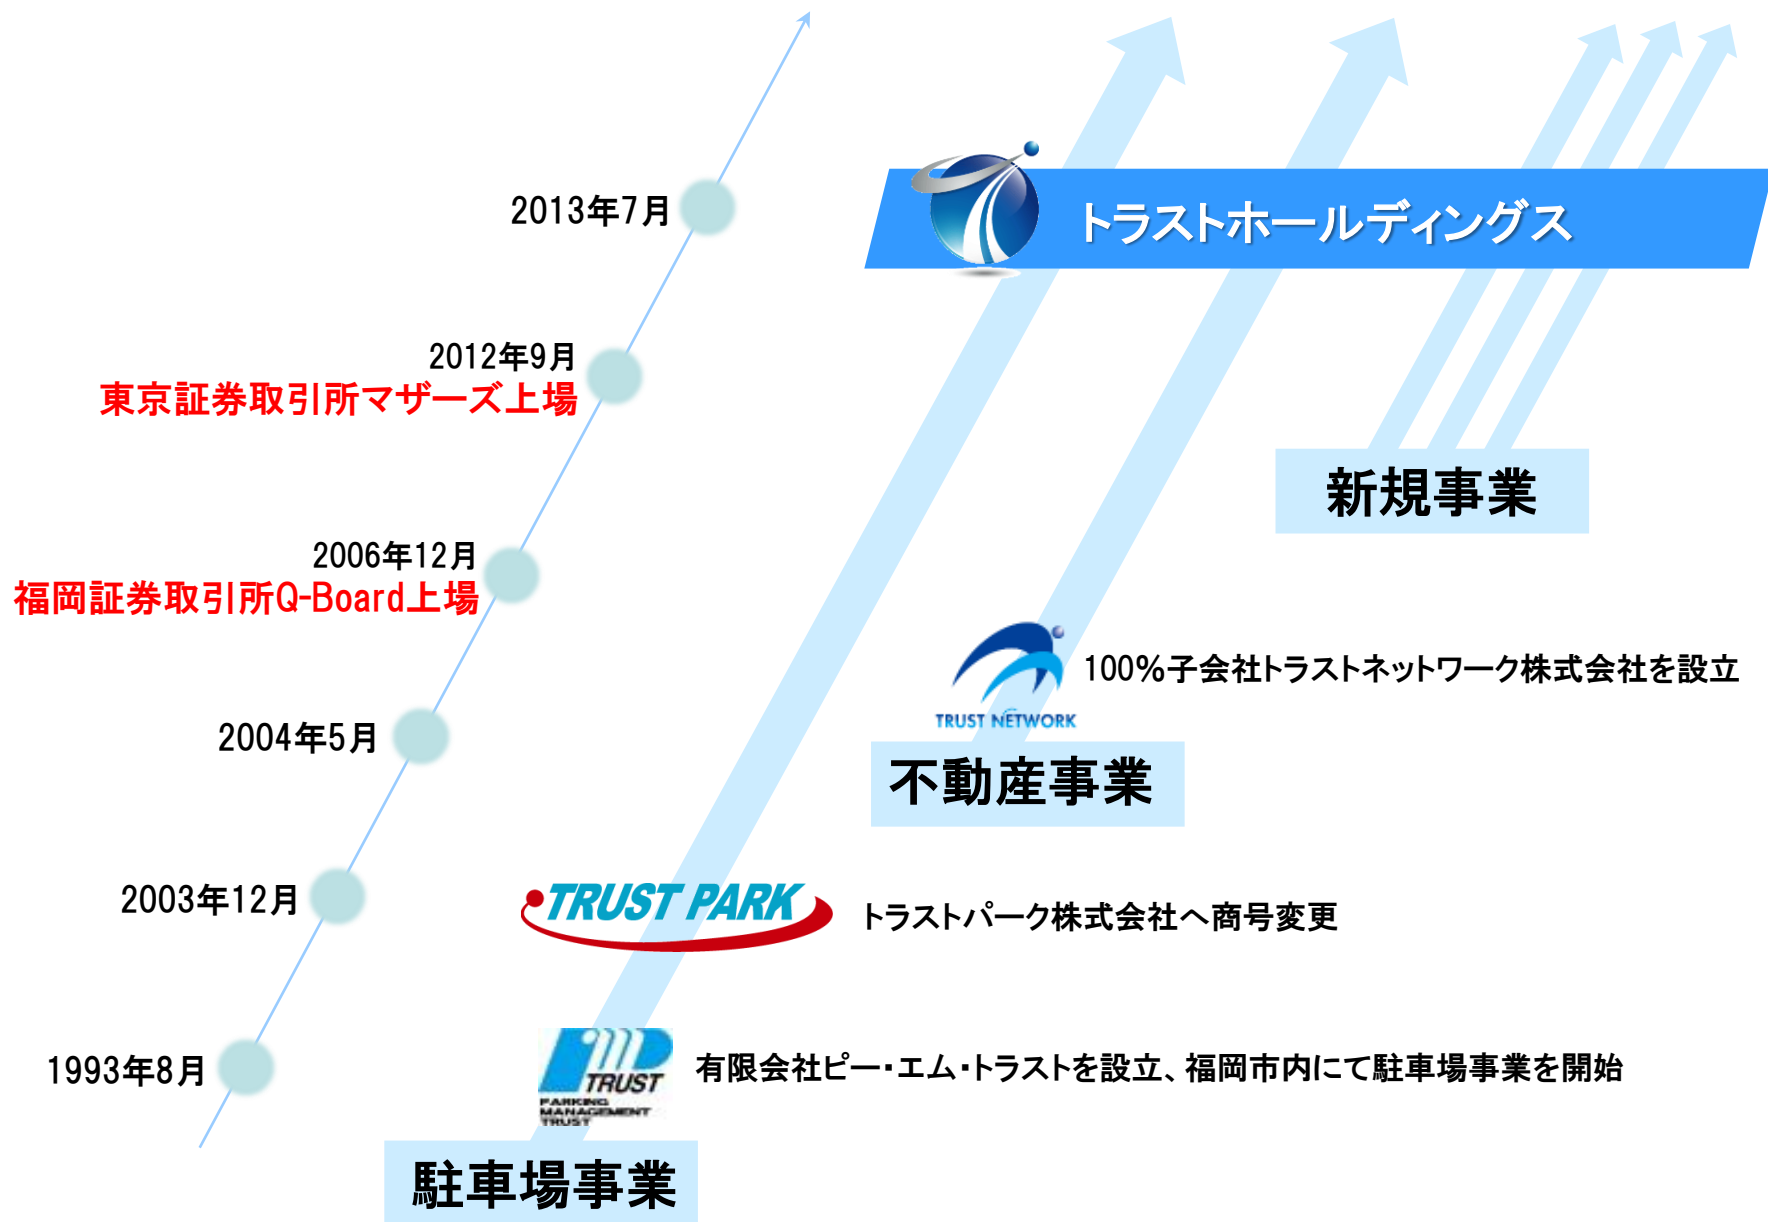 2013年7月
トラストホールディングス
2012年9月
東京証券取引所マザーズ上場
新規事業
2006年12月
福岡証券取引所Q-Board上場
TRUST NETWORK
100%子会社トラストネットワーク株式会社を設立
2004年5月
不動産事業
2003年12月
TRUST PARK
トラストパーク株式会社へ商号変更
1993年8月
TRUST
PARKING
MANAGEMENT
TRUST
有限会社ピー・エム・トラストを設立、福岡市内にて駐車場事業を開始
駐車場事業